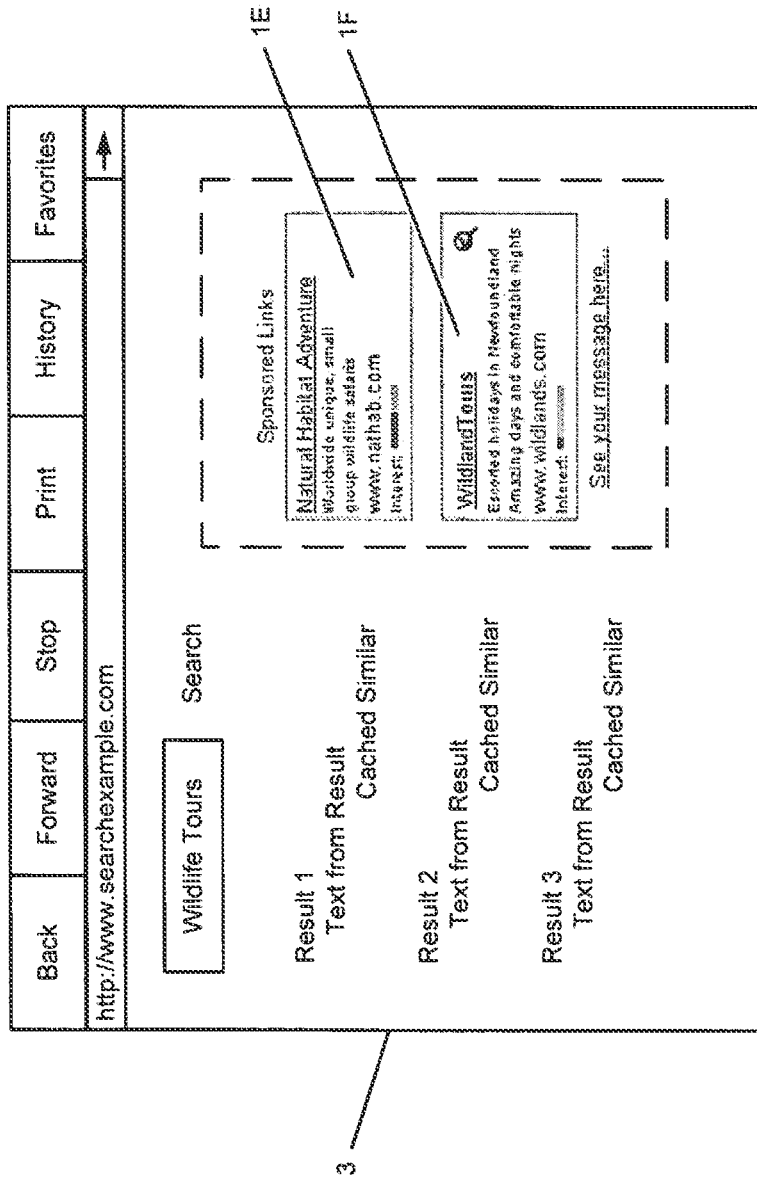 Back Forward Stop Print History Favorites
http://www.searchexample.com
Wildlife Tours Search
Result 1
Text from Result
Cached Similar
Result 2
Text from Result
Cached Similar
Result 3
Text from Result
Cached Similar
Sponsored Links
Natural Habitat Adventure
Worldwide unique, small
group wildlife safaris
www.nathab.com
Interest:
WildlandTours
Escorted holidays in Newfoundland
Amazing days and comfortable nights
www.wildlands.com
Interest:
See your message here...
1E
1F
3